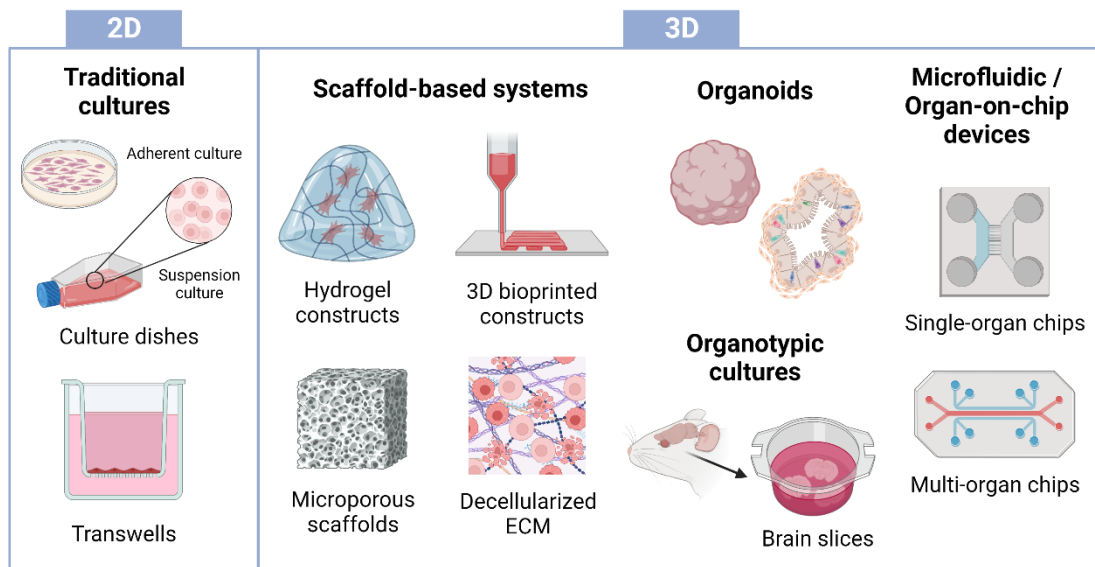 2D
3D
Traditional
cultures
Adherent culture
Suspension
culture
Culture dishes
Transwells
Scaffold-based systems
Hydrogel
constructs
3D bioprinted
constructs
Microporous
scaffolds
Decellularized
ECM
Organoids
Organotypic
cultures
Brain slices
Microfluidic /
Organ-on-chip
devices
Single-organ chips
Multi-organ chips